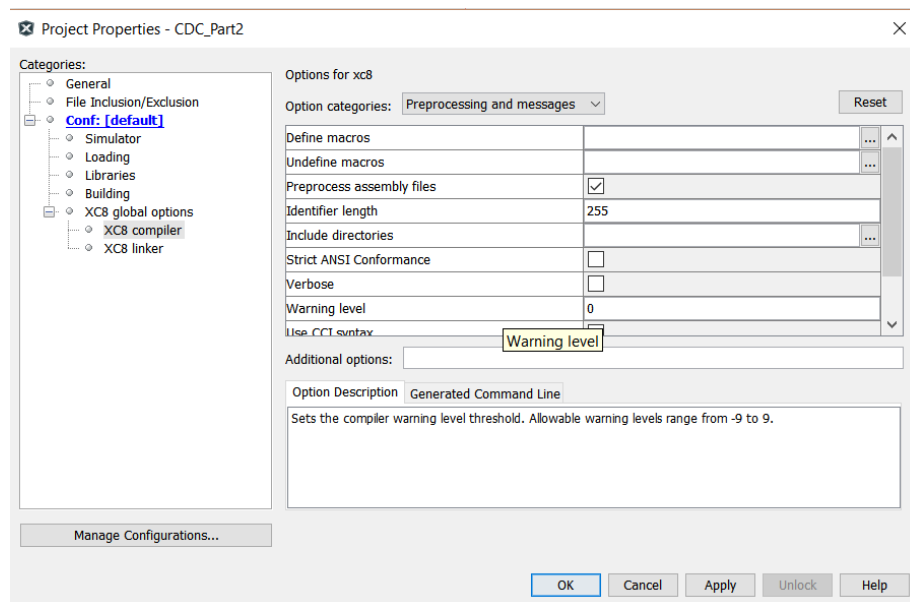 Project Properties - CDC_Part2
Categories:
General
File Inclusion/Exclusion
Conf: [default]
Simulator
Loading
Libraries
Building
XC8 global options
XC8 compiler
XC8 linker
Manage Configurations...
Options for xc8
Option categories: Preprocessing and messages Reset
Define macros ...
Undefine macros ...
Preprocess assembly files
Identifier length 255
Include directories ...
Strict ANSI Conformance
Verbose
Warning level 0
Use CCI syntax
Warning level
Additional options:
Option Description Generated Command Line
Sets the compiler warning level threshold. Allowable warning levels range from -9 to 9.
OK Cancel Apply Unlock Help